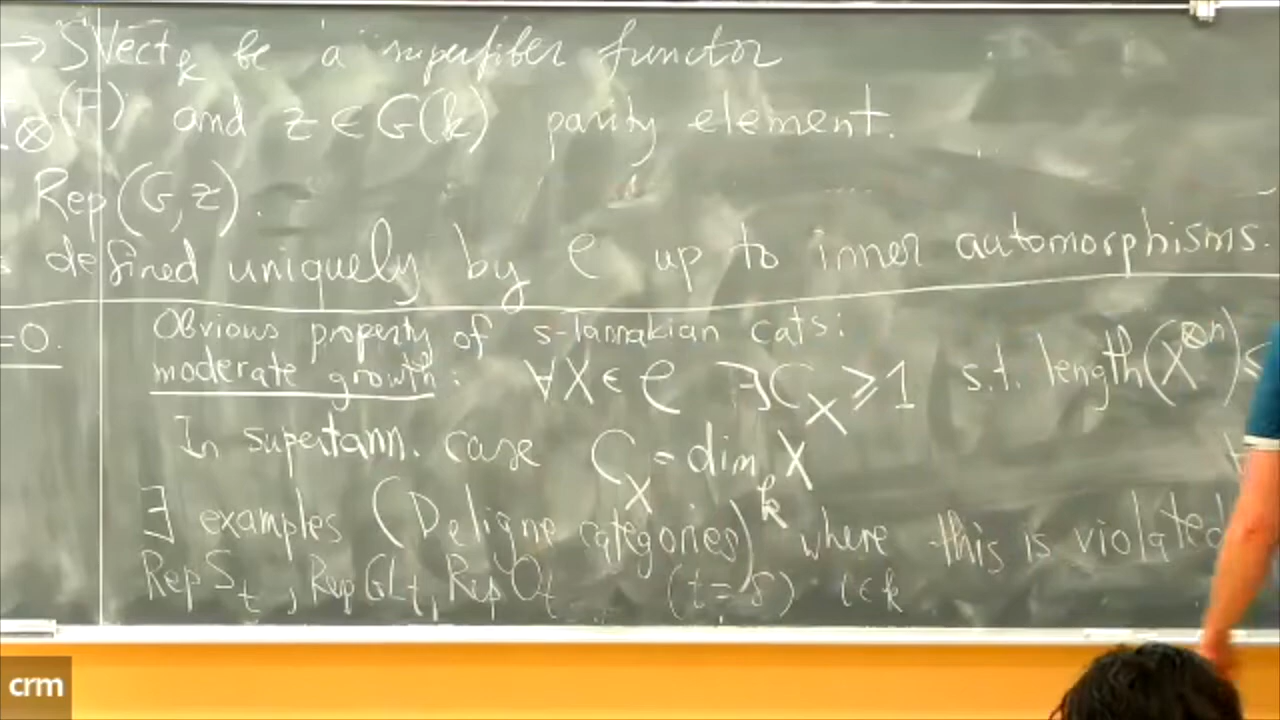 → SVect_k be a superfiber functor
⊗(F) and z ∈ G(k) parity element.
Rep(G,z).
defined uniquely by C up to inner automorphisms.
=0.
Obvious property of s-Tannakian cats:
moderate growth: ∀X ∈ C ∃C_X ≥ 1 s.t. length(X^{⊗n}) ≤
In supertann. case C_X = dim_k X
∃ examples (Deligne categories) where this is violated
Rep S_t, Rep GL_t, Rep O_t (t=δ) t∈k
crm